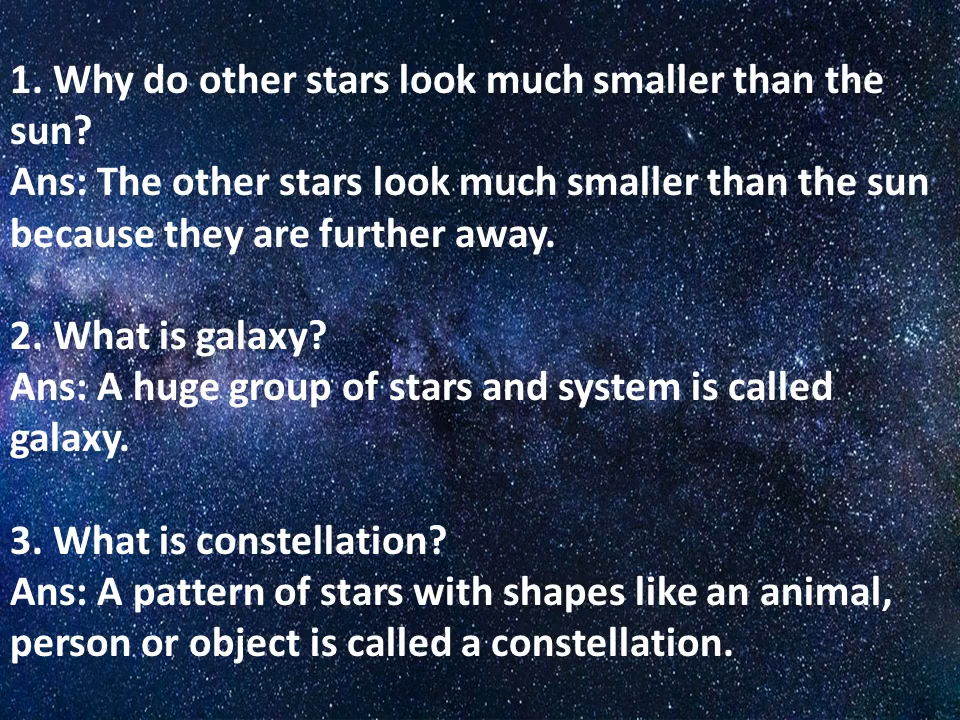 1. Why do other stars look much smaller than the
sun?
Ans: The other stars look much smaller than the sun
because they are further away.
2. What is galaxy?
Ans: A huge group of stars and system is called
galaxy.
3. What is constellation?
Ans: A pattern of stars with shapes like an animal,
person or object is called a constellation.